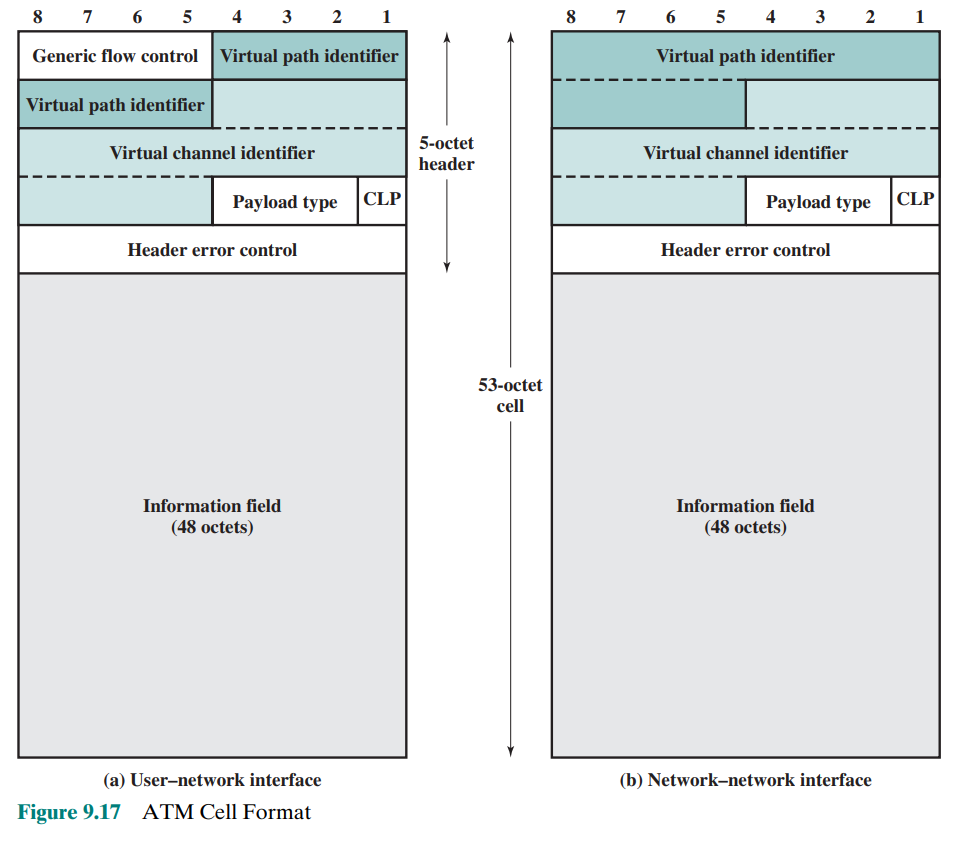 8 7 6 5 4 3 2 1
Generic flow control Virtual path identifier
Virtual path identifier
Virtual channel identifier
Payload type CLP
Header error control
Information field
(48 octets)
5-octet
header
53-octet
cell
(a) User–network interface
8 7 6 5 4 3 2 1
Virtual path identifier
Virtual channel identifier
Payload type CLP
Header error control
Information field
(48 octets)
(b) Network–network interface
Figure 9.17 ATM Cell Format